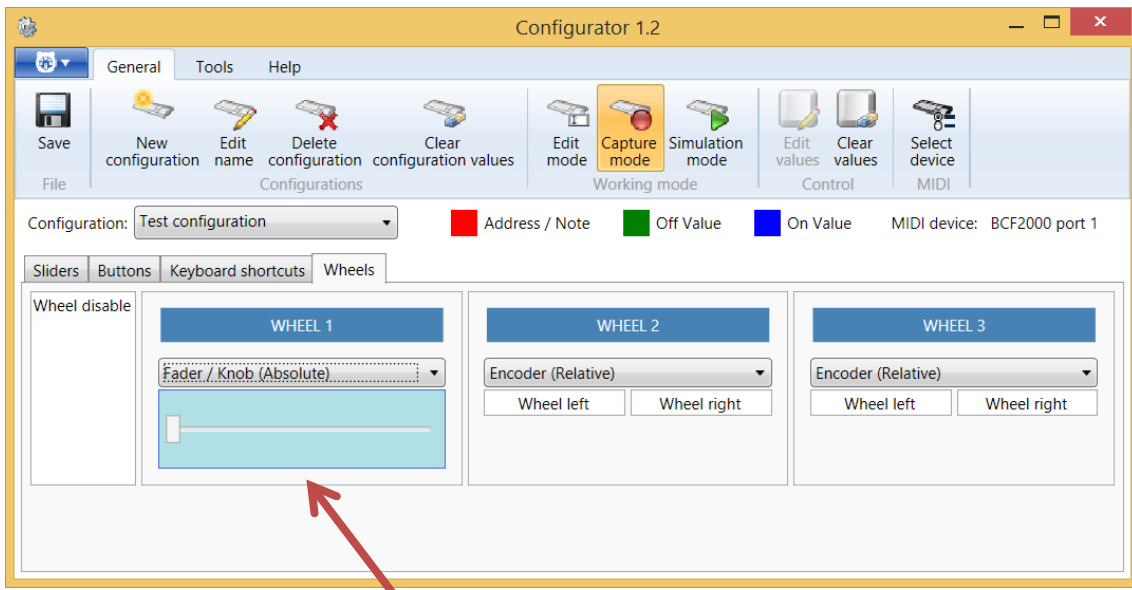 Configurator 1.2
General Tools Help
Save New configuration Edit name Delete configuration Clear configuration values Edit mode Capture mode Simulation mode Edit values Clear values Select device
File Configurations Working mode Control MIDI
Configuration: Test configuration Address / Note Off Value On Value MIDI device: BCF2000 port 1
Sliders Buttons Keyboard shortcuts Wheels
Wheel disable WHEEL 1 WHEEL 2 WHEEL 3
Fader / Knob (Absolute) Encoder (Relative) Encoder (Relative)
Wheel left Wheel right Wheel left Wheel right